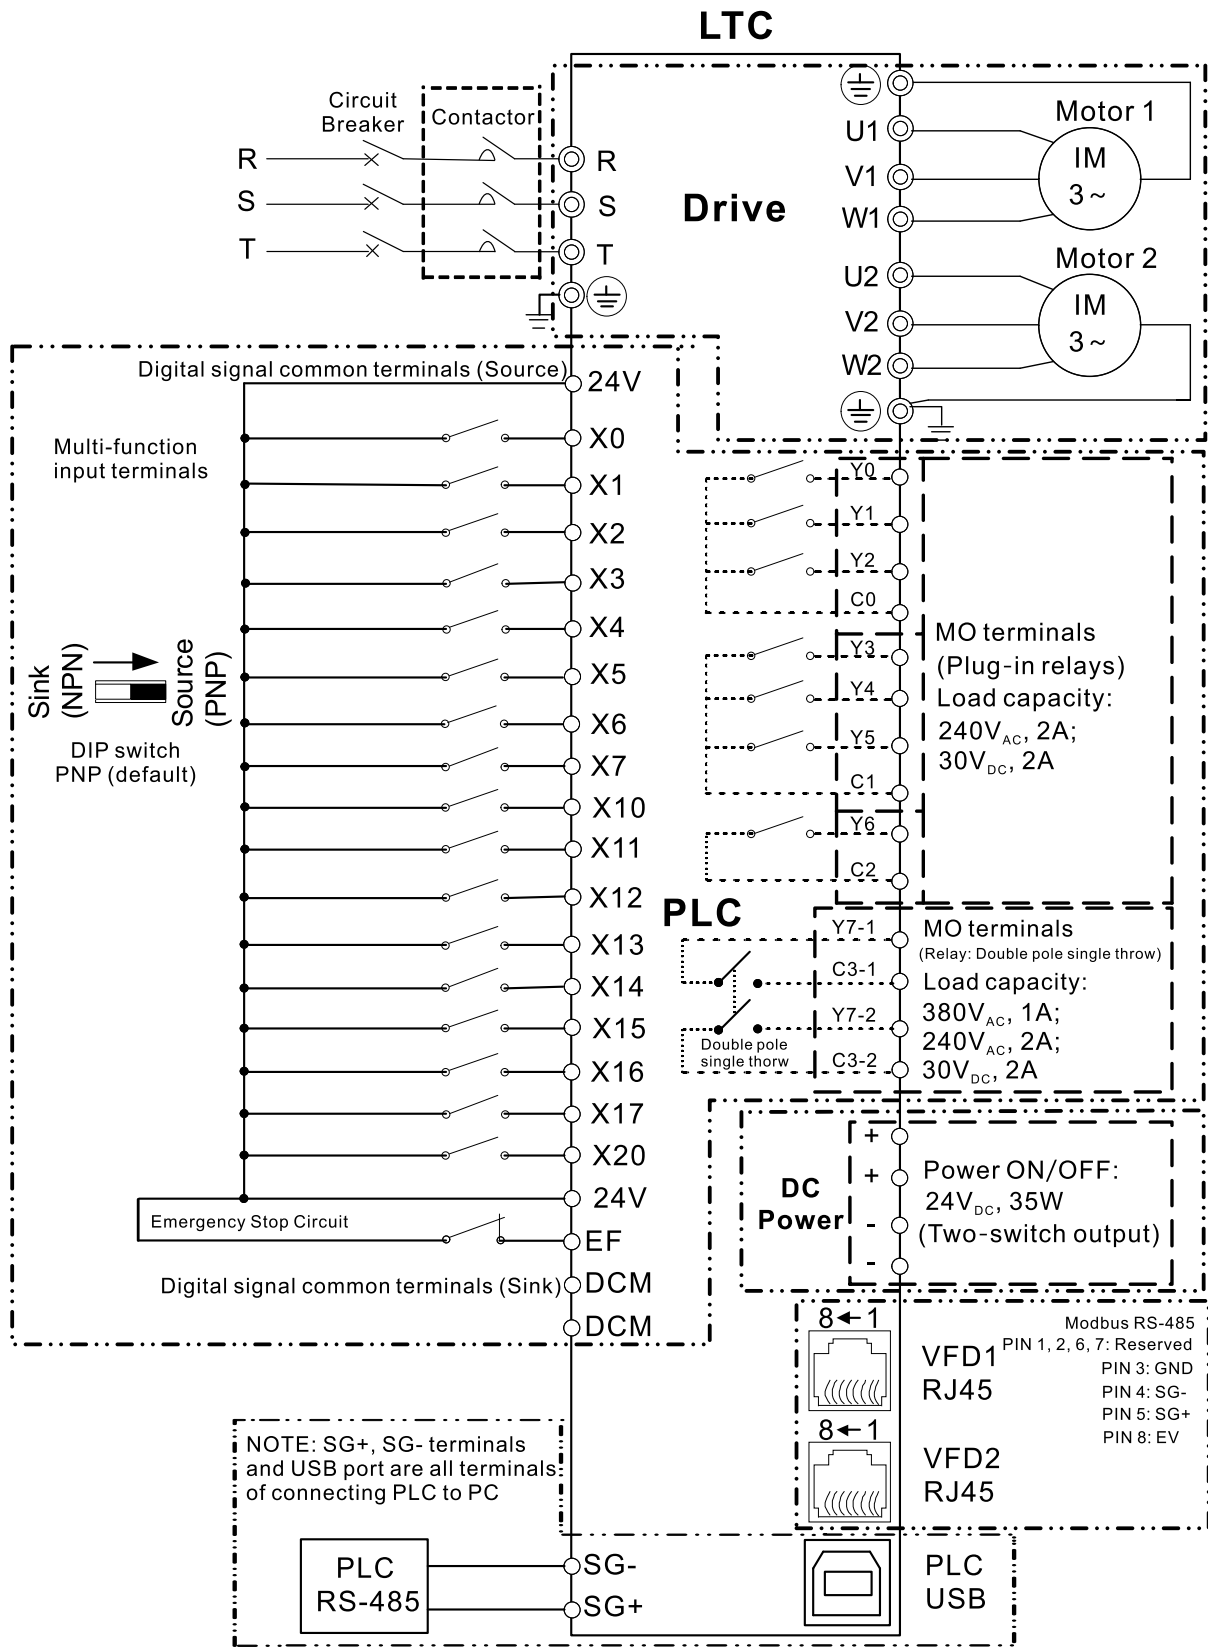 LTC
Circuit
Breaker
Contactor
R
S
T
R
S
T
Drive
U1
V1
W1
U2
V2
W2
Motor 1
IM
3~
Motor 2
IM
3~
Digital signal common terminals (Source)
24V
Multi-function
input terminals
X0
X1
X2
X3
X4
X5
X6
X7
X10
X11
X12
X13
X14
X15
X16
X17
X20
24V
Sink
(NPN)
Source
(PNP)
DIP switch
PNP (default)
Emergency Stop Circuit
EF
Digital signal common terminals (Sink)
DCM
DCM
Y0
Y1
Y2
C0
Y3
Y4
Y5
C1
Y6
C2
MO terminals
(Plug-in relays)
Load capacity:
240VAC, 2A;
30VDC, 2A
PLC
Y7-1
C3-1
Y7-2
C3-2
Double pole
single thorw
MO terminals
(Relay: Double pole single throw)
Load capacity:
380VAC, 1A;
240VAC, 2A;
30VDC, 2A
DC
Power
+
+
-
-
Power ON/OFF:
24VDC, 35W
(Two-switch output)
8←1
VFD1
RJ45
8←1
VFD2
RJ45
Modbus RS-485
PIN 1, 2, 6, 7: Reserved
PIN 3: GND
PIN 4: SG-
PIN 5: SG+
PIN 8: EV
NOTE: SG+, SG- terminals
and USB port are all terminals
of connecting PLC to PC
PLC
RS-485
SG-
SG+
PLC
USB